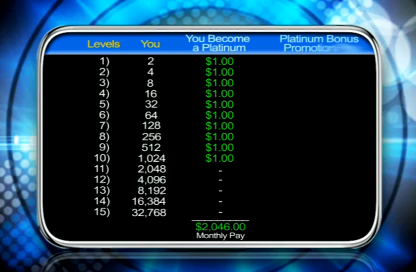 Levels You You Become a Platinum Platinum Bonus Promotion
1) 2 $1.00
2) 4 $1.00
3) 8 $1.00
4) 16 $1.00
5) 32 $1.00
6) 64 $1.00
7) 128 $1.00
8) 256 $1.00
9) 512 $1.00
10) 1,024 $1.00
11) 2,048 -
12) 4,096 -
13) 8,192 -
14) 16,384 -
15) 32,768 -
$2,046.00
Monthly Pay